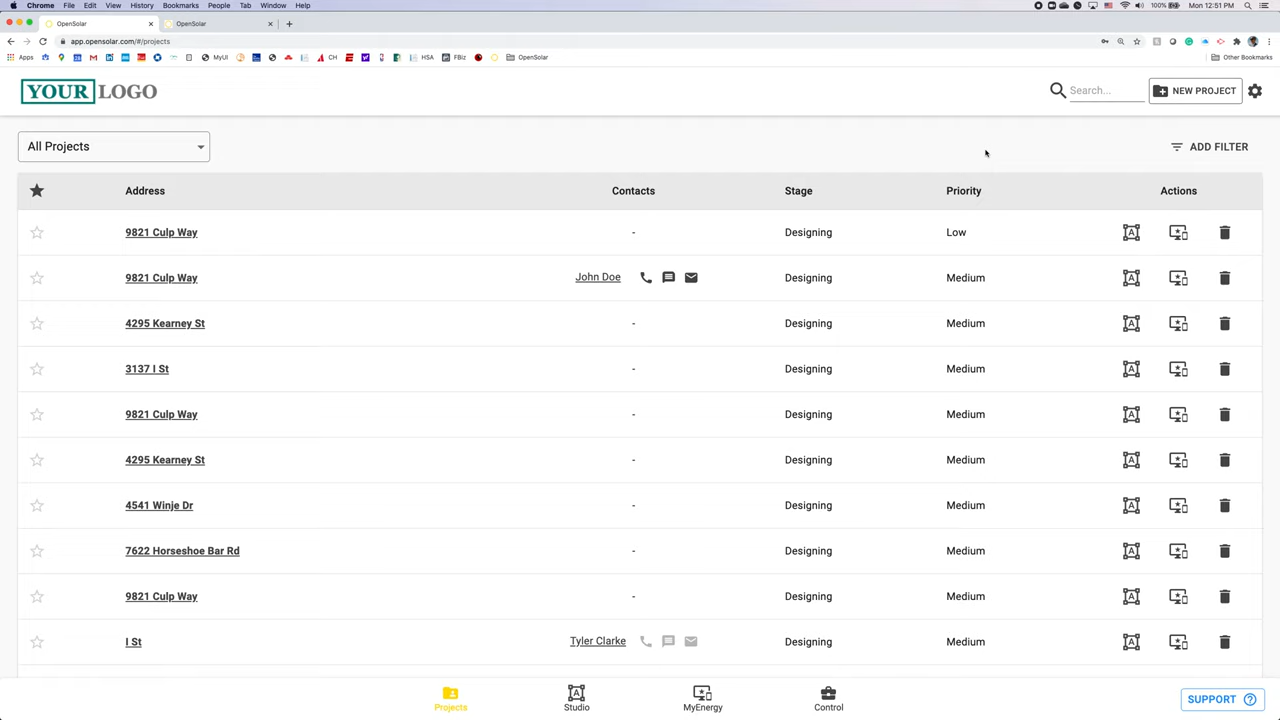 Chrome File Edit View History Bookmarks People Tab Window Help 100% Mon 12:51 PM
OpenSolar × OpenSolar × +
app.opensolar.com/#/projects
Apps MyUI CH HSA FBiz OpenSolar Other Bookmarks
YOUR LOGO Search... NEW PROJECT
All Projects ADD FILTER
Address Contacts Stage Priority Actions
9821 Culp Way - Designing Low
9821 Culp Way John Doe Designing Medium
4295 Kearney St - Designing Medium
3137 I St - Designing Medium
9821 Culp Way - Designing Medium
4295 Kearney St - Designing Medium
4541 Winje Dr - Designing Medium
7622 Horseshoe Bar Rd - Designing Medium
9821 Culp Way - Designing Medium
I St Tyler Clarke Designing Medium
Projects Studio MyEnergy Control SUPPORT